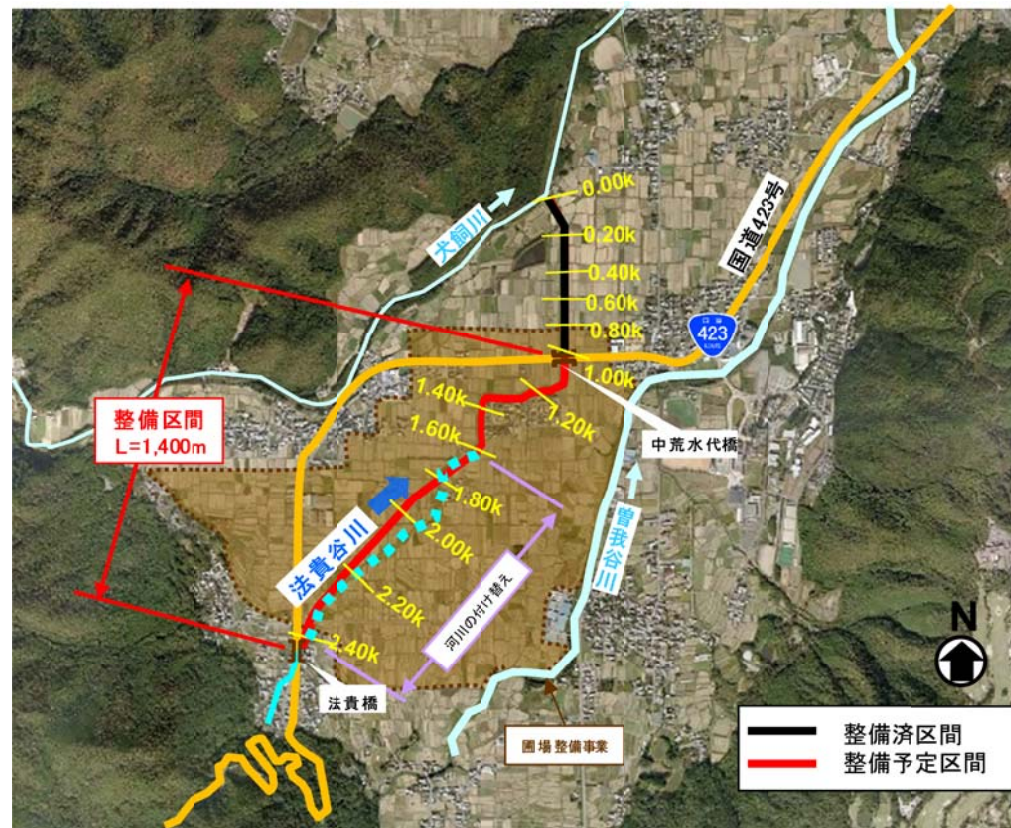 0.00k
犬飼川
0.20k
国道423号
0.40k
0.60k
0.80k
423
1.00k
1.40k
1.20k
整備区間
L=1,400m
1.60k
中荒水代橋
1.80k
曽我谷川
2.00k
法貴谷川
2.20k
河川の付け替え
2.40k
N
法貴橋
圃場整備事業
整備済区間
整備予定区間